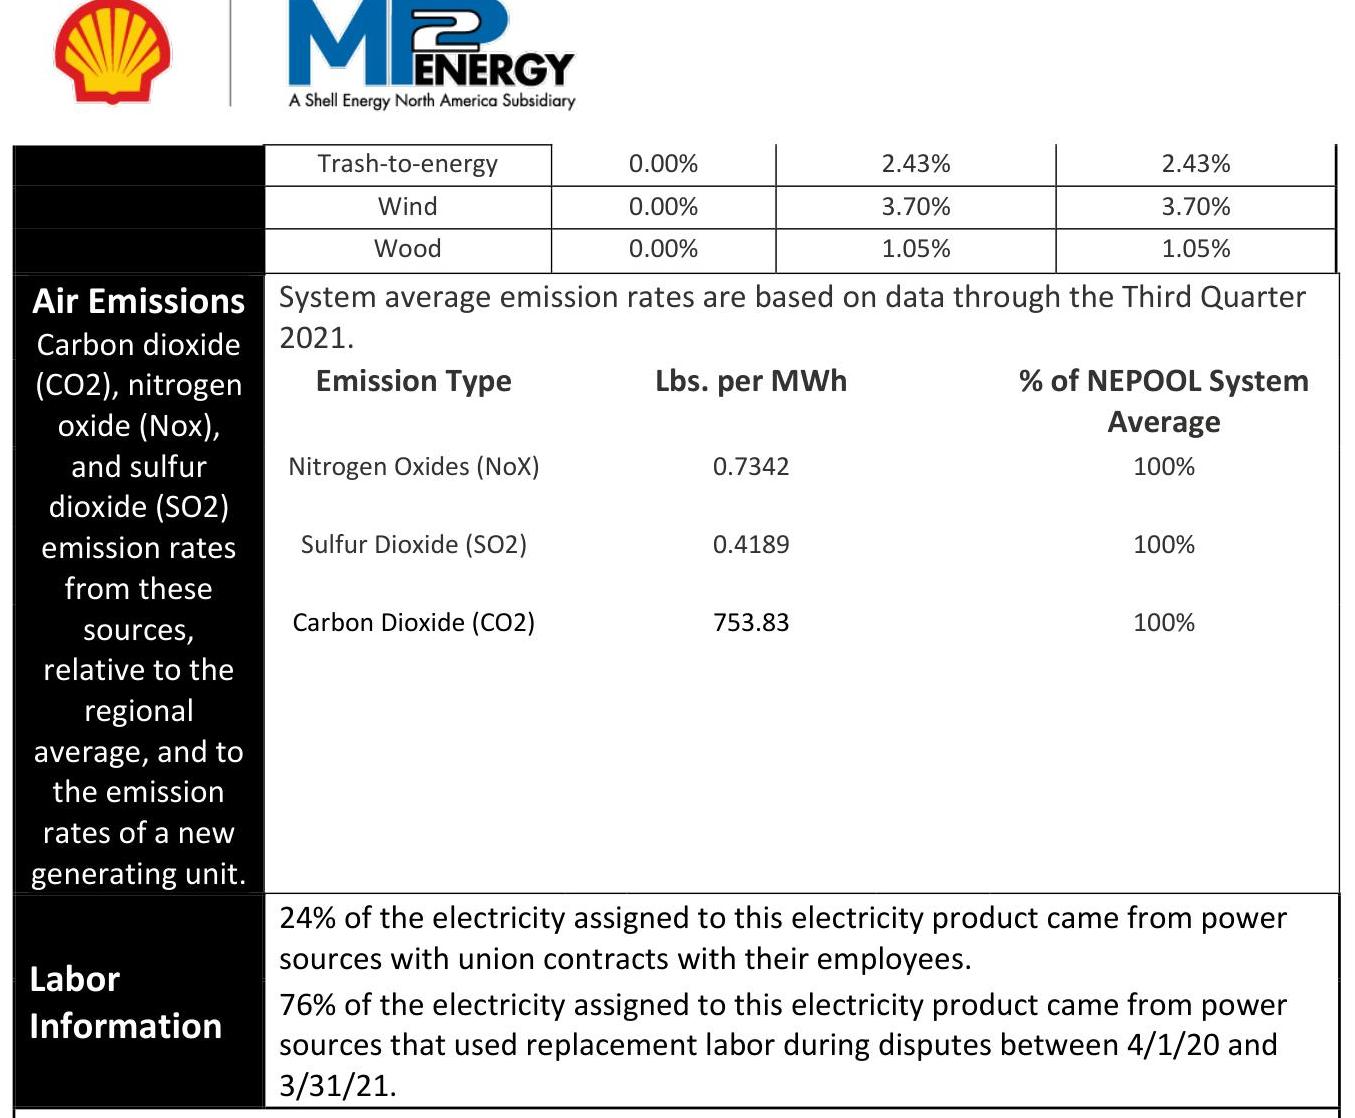 MP2
ENERGY
A Shell Energy North America Subsidiary
Trash-to-energy 0.00% 2.43% 2.43%
Wind 0.00% 3.70% 3.70%
Wood 0.00% 1.05% 1.05%
Air Emissions
Carbon dioxide
(CO2), nitrogen
oxide (Nox),
and sulfur
dioxide (SO2)
emission rates
from these
sources,
relative to the
regional
average, and to
the emission
rates of a new
generating unit.
System average emission rates are based on data through the Third Quarter
2021.
Emission Type Lbs. per MWh % of NEPOOL System
Average
Nitrogen Oxides (NoX) 0.7342 100%
Sulfur Dioxide (SO2) 0.4189 100%
Carbon Dioxide (CO2) 753.83 100%
Labor
Information
24% of the electricity assigned to this electricity product came from power
sources with union contracts with their employees.
76% of the electricity assigned to this electricity product came from power
sources that used replacement labor during disputes between 4/1/20 and
3/31/21.